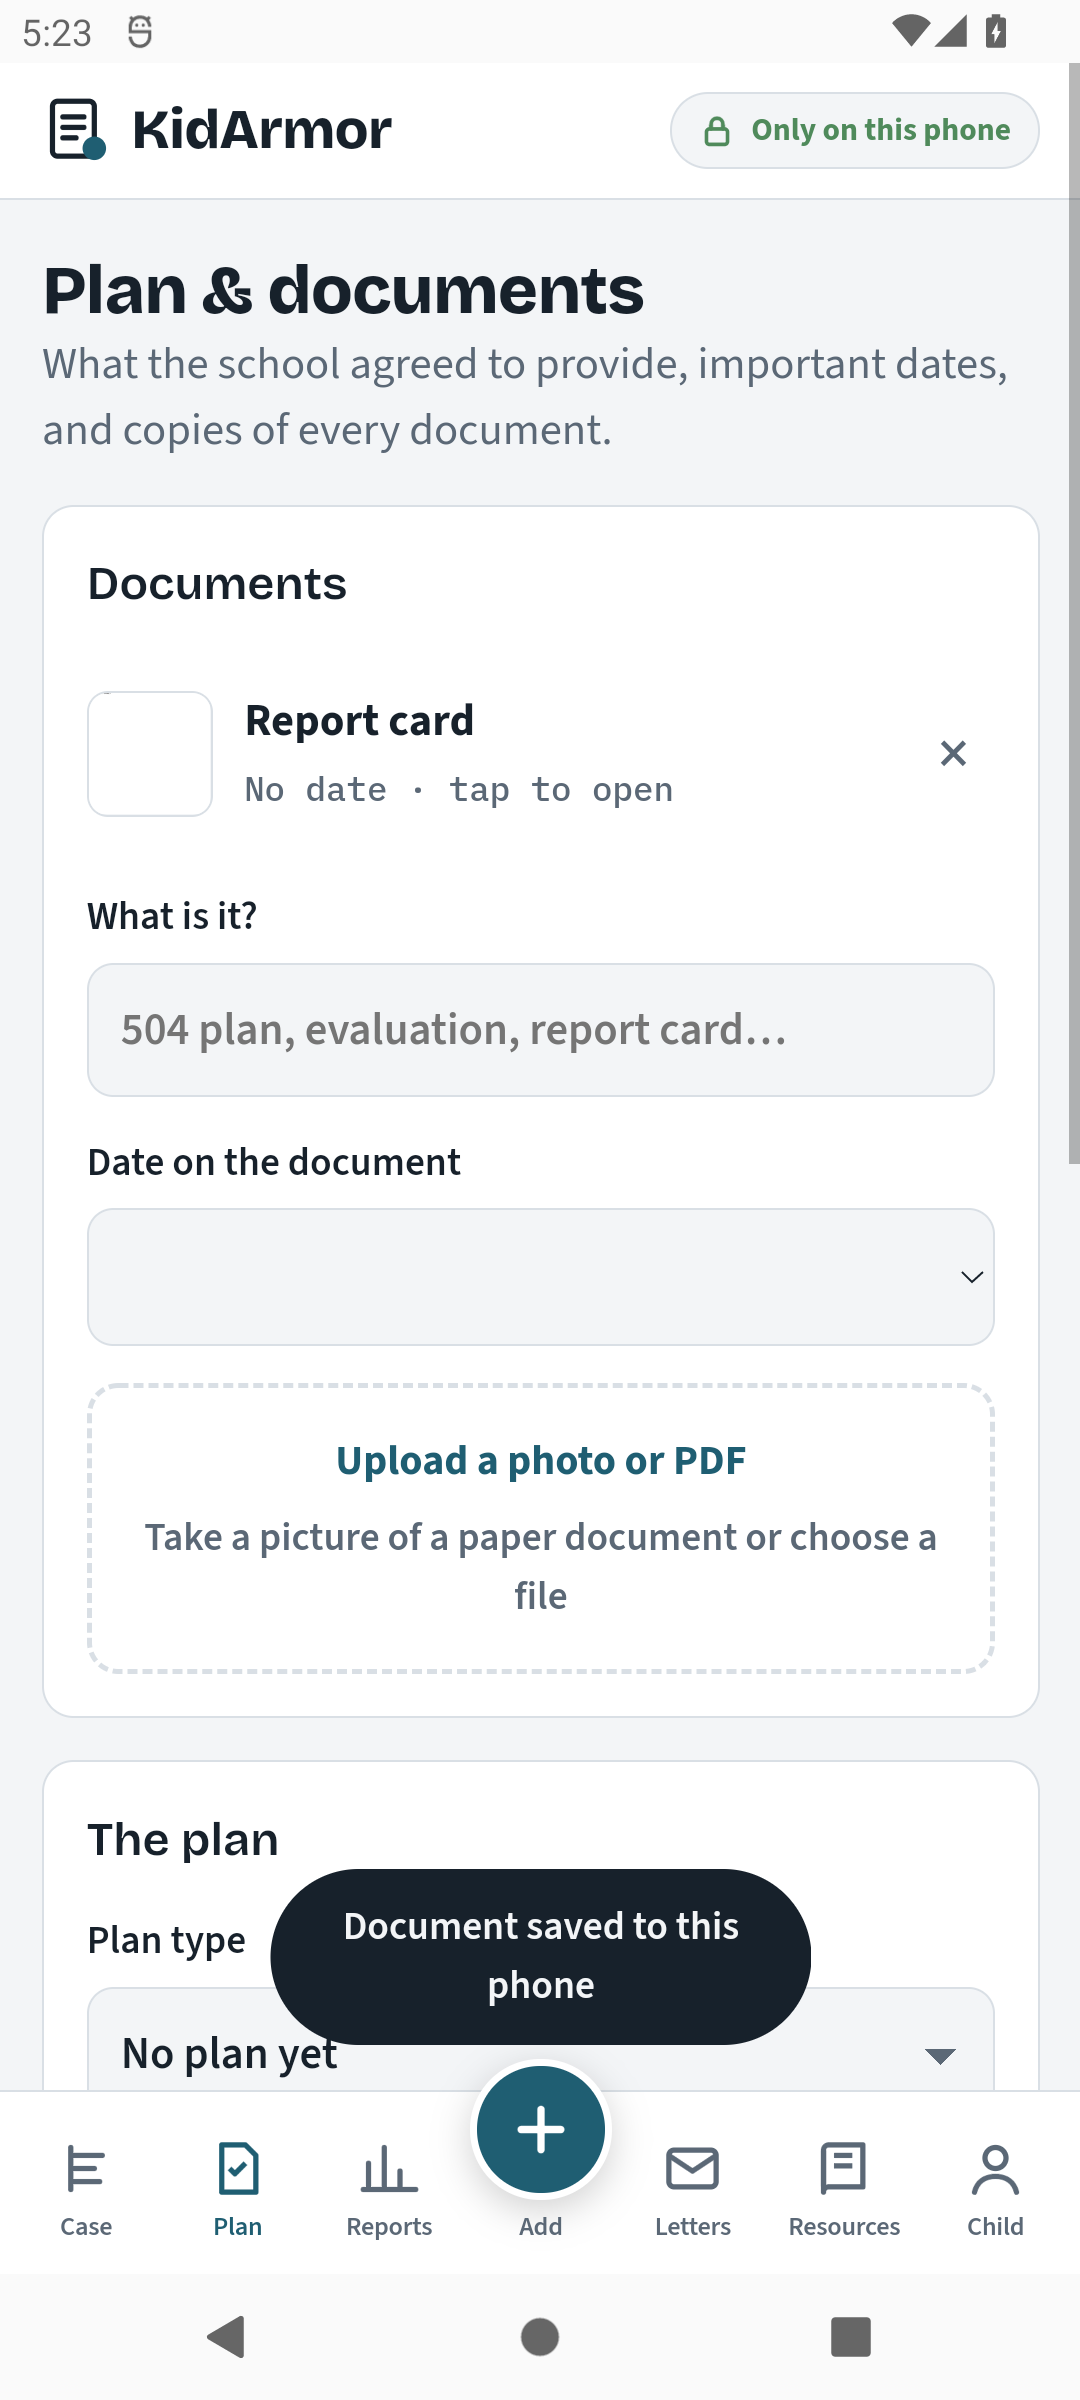 5:23
KidArmor
Only on this phone
Plan & documents
What the school agreed to provide, important dates,
and copies of every document.
Documents
Report card
No date · tap to open
What is it?
504 plan, evaluation, report card...
Date on the document
Upload a photo or PDF
Take a picture of a paper document or choose a
file
The plan
Plan type
Document saved to this
phone
No plan yet
Case
Plan
Reports
Add
Letters
Resources
Child